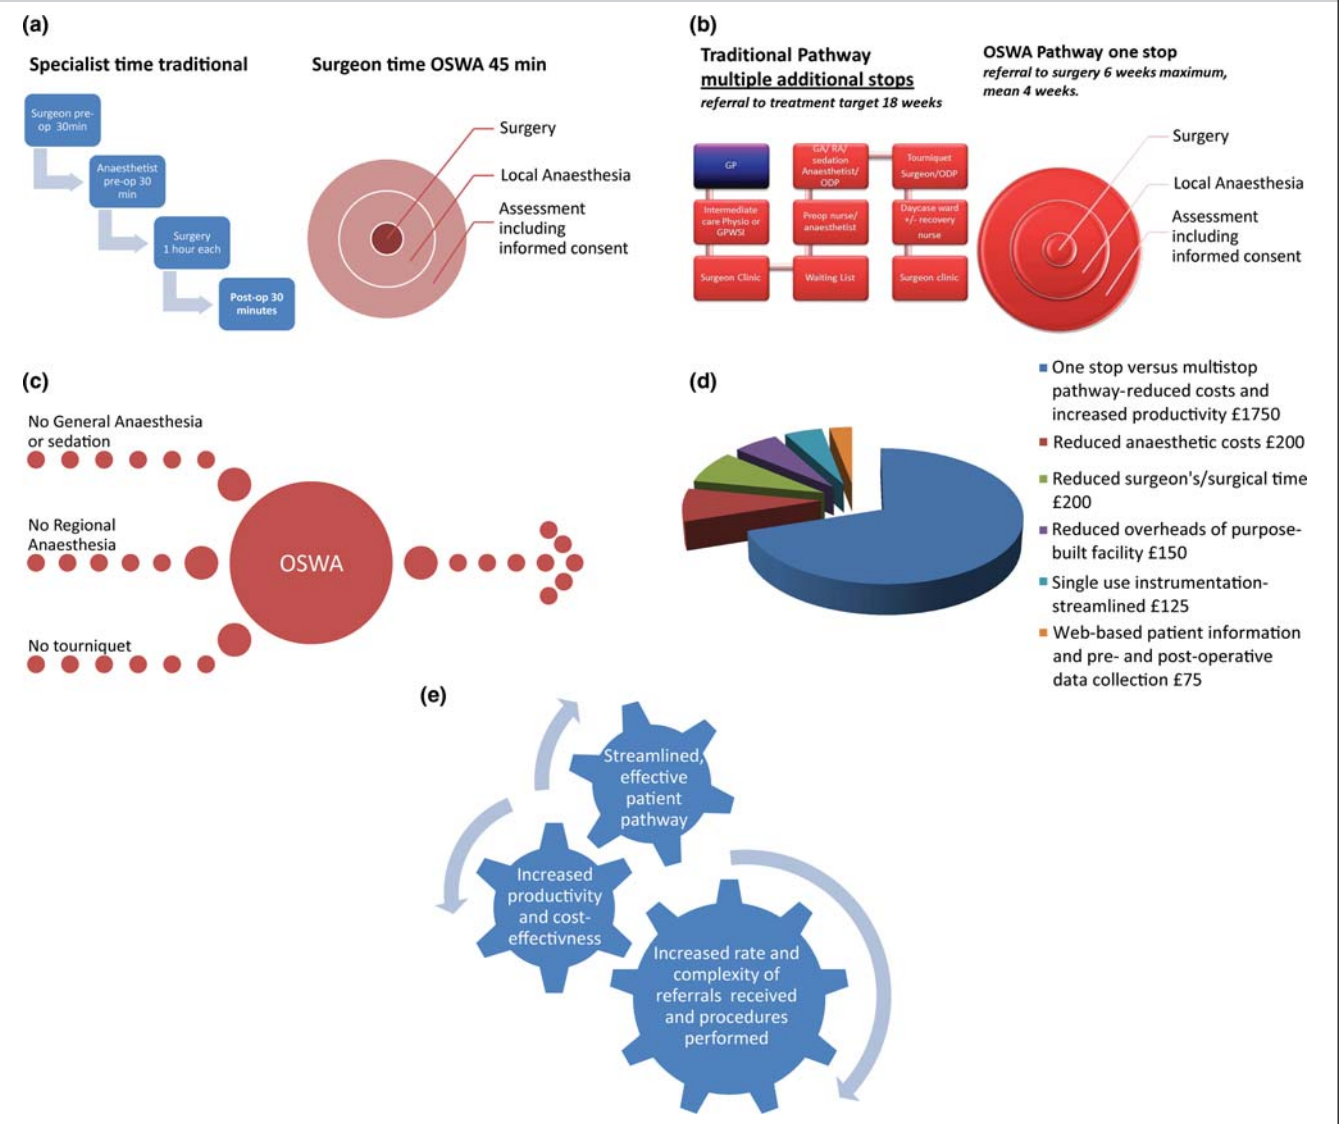 (a)
Specialist time traditional
Surgeon pre-
op 30min
Anaesthetist
pre-op 30
min
Surgery
1 hour each
Post-op 30
minutes
Surgeon time OSWA 45 min
Surgery
Local Anaesthesia
Assessment
including
informed consent
(b)
Traditional Pathway
multiple additional stops
referral to treatment target 18 weeks
GP
Intermediate
care Physio or
GPWSI
Surgeon Clinic
GA/ RA/
sedation
Anaesthetist/
ODP
Preop nurse/
anaesthetist
Waiting List
Tourniquet
Surgeon/ODP
Daycase ward
+/- recovery
nurse
Surgeon clinic
OSWA Pathway one stop
referral to surgery 6 weeks maximum,
mean 4 weeks.
Surgery
Local Anaesthesia
Assessment
including
informed consent
(c)
No General Anaesthesia
or sedation
No Regional
Anaesthesia
No tourniquet
OSWA
(d)
One stop versus multistop
pathway-reduced costs and
increased productivity £1750
Reduced anaesthetic costs £200
Reduced surgeon's/surgical time
£200
Reduced overheads of purpose-
built facility £150
Single use instrumentation-
streamlined £125
Web-based patient information
and pre- and post-operative
data collection £75
(e)
Streamlined,
effective
patient
pathway
Increased
productivity
and cost-
effectivness
Increased rate and
complexity of
referrals received
and procedures
performed